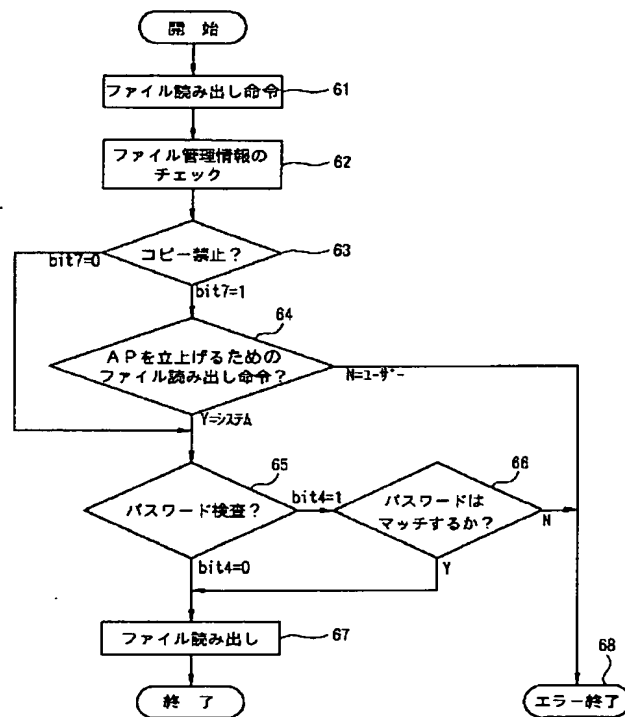 開 始
ファイル読み出し命令
61
ファイル管理情報の
チェック
62
コピー禁止？
63
bit7=0
bit7=1
64
APを立上げるための
ファイル読み出し命令？
N=ユーザー
Y=システム
65
66
パスワード検査？
bit4=1
パスワードは
マッチするか？
N
bit4=0
Y
ファイル読み出し
67
68
終 了
エラー終了